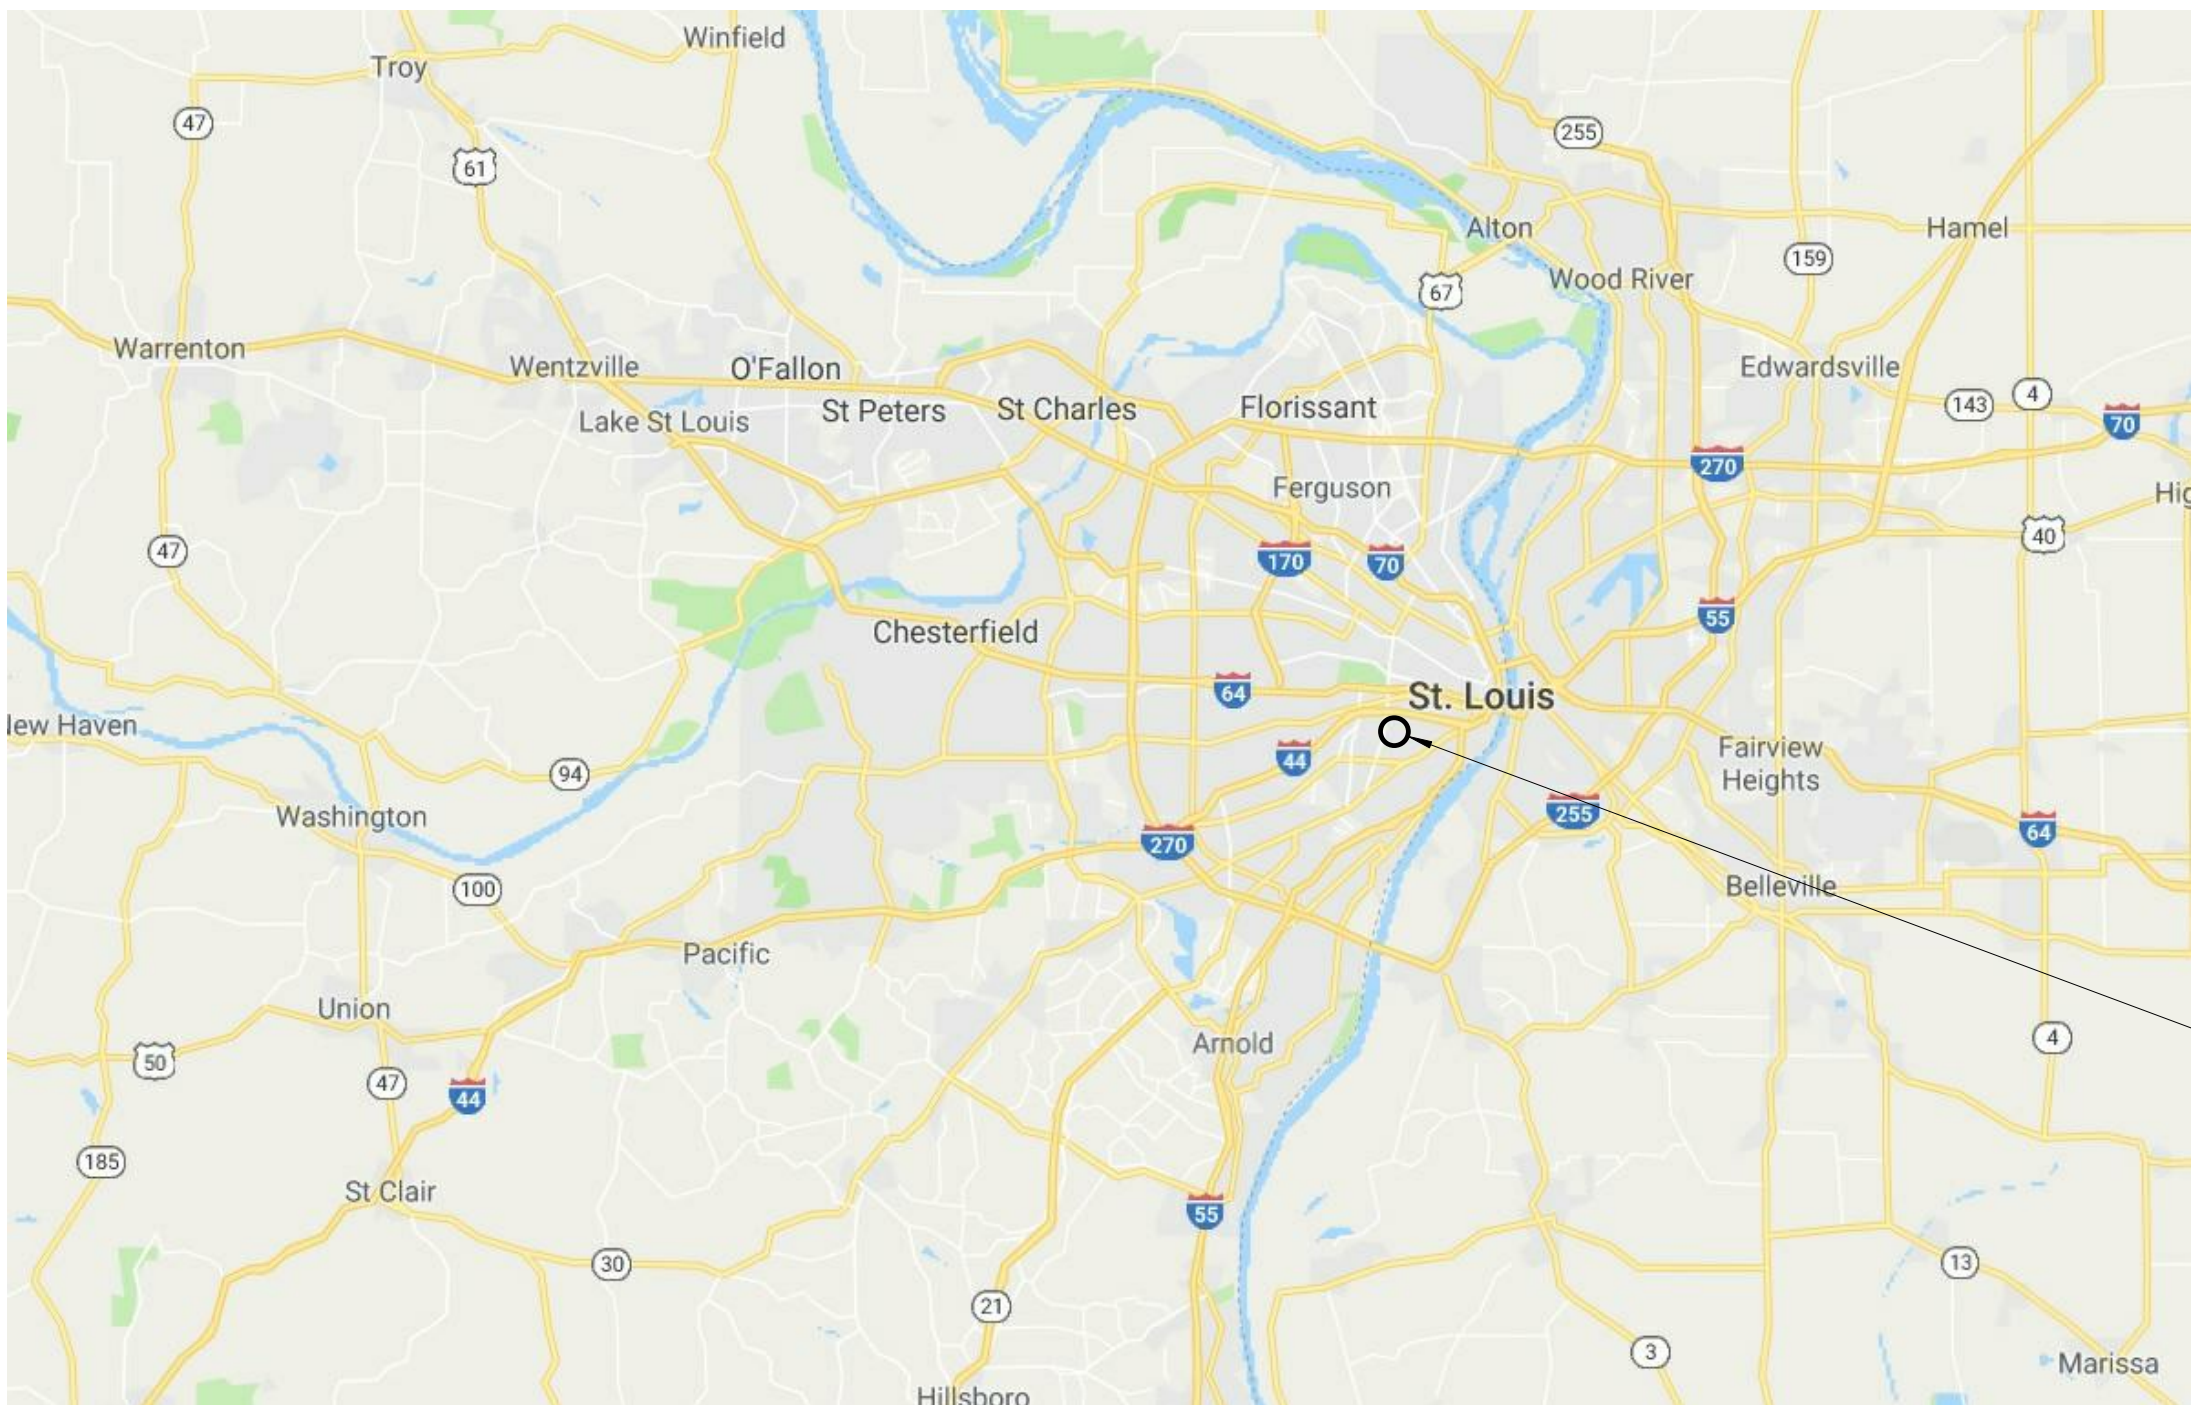 Winfield
Troy
47
61
255
Alton
Hamel
159
Wood River
67
Warrenton
Wentzville
O'Fallon
Edwardsville
Lake St Louis
St Peters
St Charles
Florissant
143
4
70
270
Ferguson
Hig
47
170
70
40
55
Chesterfield
64
St. Louis
New Haven
44
Fairview
Heights
94
255
Washington
64
270
100
Belleville
Pacific
Union
50
47
44
Arnold
4
185
St Clair
55
30
21
13
3
Marissa
Hillsboro